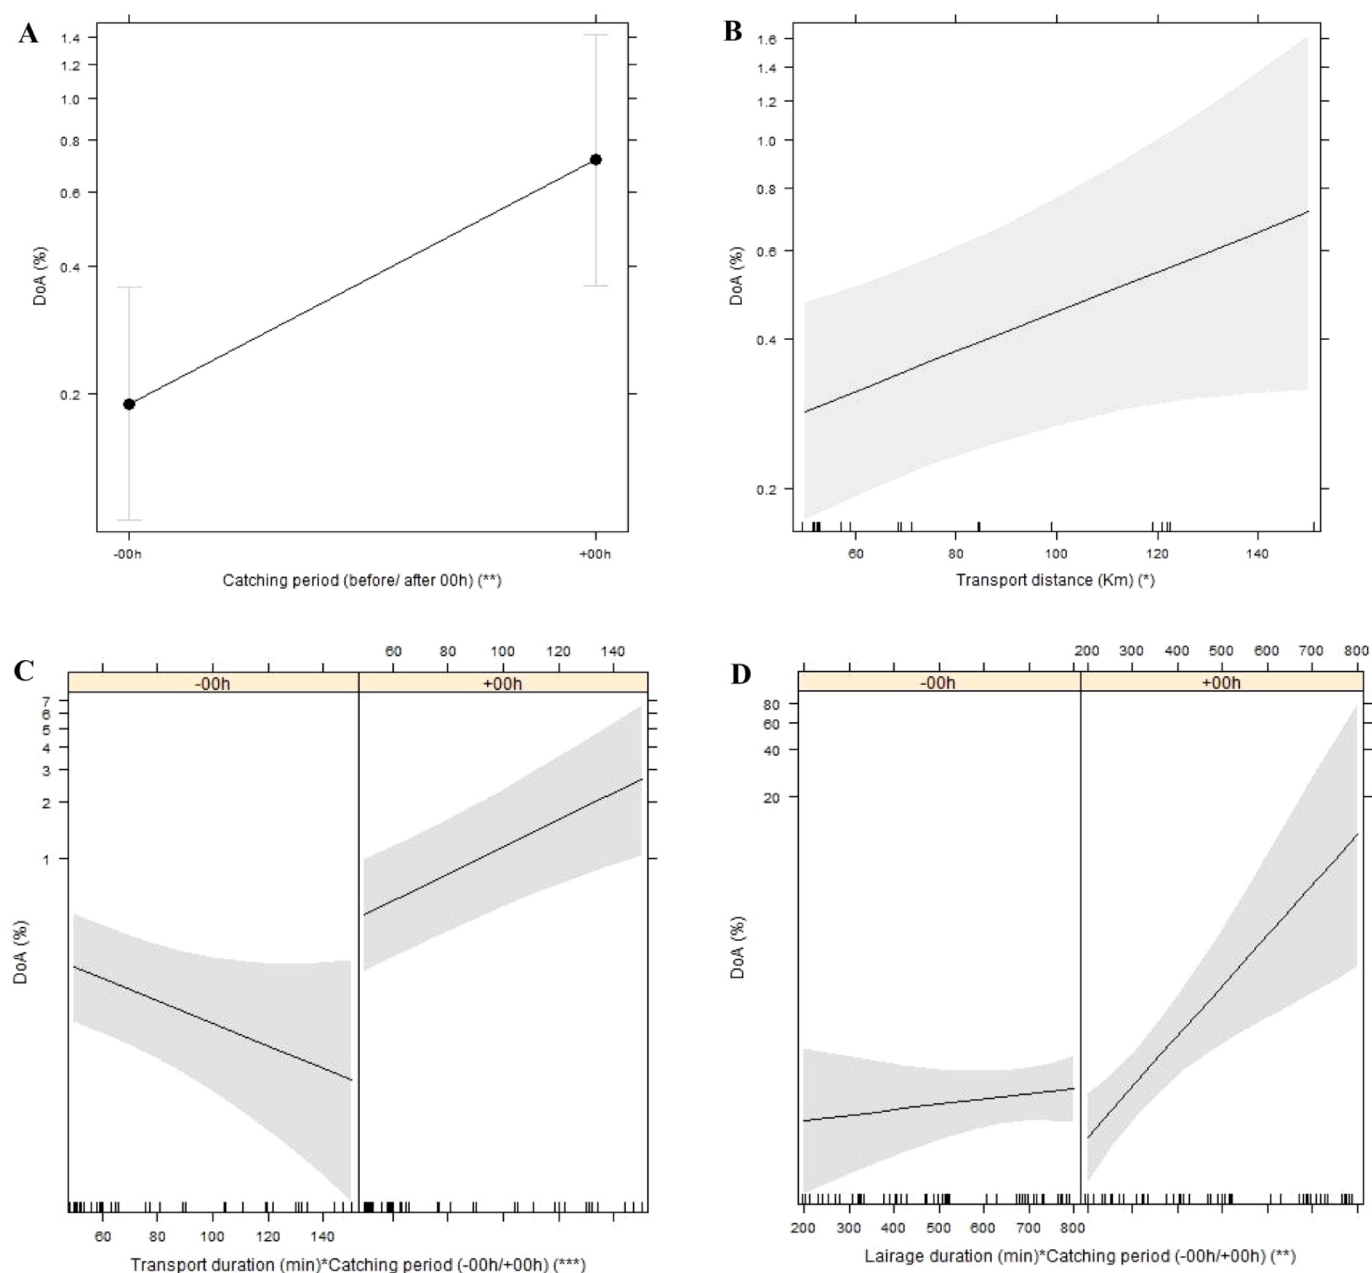 A
1.4
1.2
1.0
0.8
0.6
0.4
0.2
DoA (%)
-00h
+00h
Catching period (before/ after 00h) (**)
B
1.6
1.4
1.2
1.0
0.8
0.6
0.4
0.2
DoA (%)
60 80 100 120 140
Transport distance (Km) (*)
C
60 80 100 120 140
-00h
+00h
7
6
5
4
3
2
1
DoA (%)
60 80 100 120 140
Transport duration (min)*Catching period (-00h/+00h) (***)
D
200 300 400 500 600 700 800
-00h
+00h
80
60
40
20
DoA (%)
200 300 400 500 600 700 800
Lairage duration (min)*Catching period (-00h/+00h) (**)